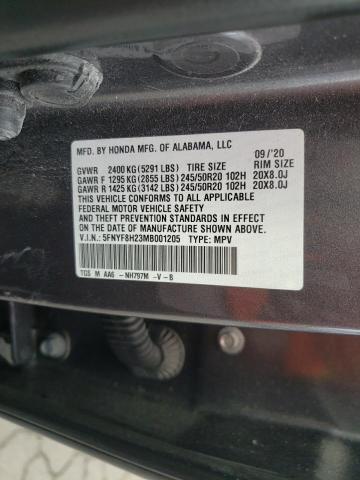 MFD. BY HONDA MFG. OF ALABAMA, LLC
09/'20
GVWR 2400 KG (5291 LBS) TIRE SIZE RIM SIZE
GAWR F 1295 KG (2855 LBS) 245/50R20 102H 20X8.0J
GAWR R 1425 KG (3142 LBS) 245/50R20 102H 20X8.0J
THIS VEHICLE CONFORMS TO ALL APPLICABLE
FEDERAL MOTOR VEHICLE SAFETY, BUMPER,
AND THEFT PREVENTION STANDARDS IN EFFECT
ON THE DATE OF MANUFACTURE SHOWN ABOVE.
V.I.N.: 5FNYF8H23MB001205 TYPE: MPV
TGS M AA6 -NH797M -V-B